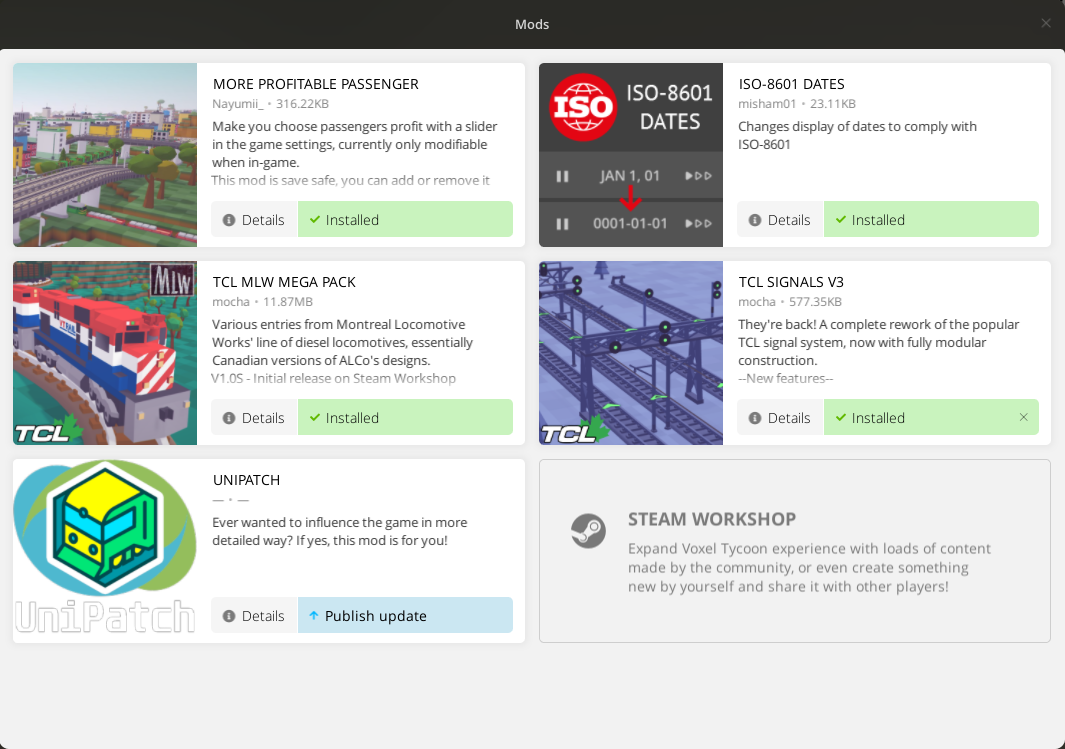 Mods
MORE PROFITABLE PASSENGER
Nayumii_ • 316.22KB
Make you choose passengers profit with a slider
in the game settings, currently only modifiable
when in-game.
This mod is save safe, you can add or remove it
Details
Installed
ISO
ISO-8601
DATES
JAN 1, 01
0001-01-01
ISO-8601 DATES
misham01 • 23.11KB
Changes display of dates to comply with
ISO-8601
Details
Installed
MLW
TCL
TCL MLW MEGA PACK
mocha • 11.87MB
Various entries from Montreal Locomotive
Works' line of diesel locomotives, essentially
Canadian versions of ALCo's designs.
V1.0S - Initial release on Steam Workshop
Details
Installed
TCL
TCL SIGNALS V3
mocha • 577.35KB
They're back! A complete rework of the popular
TCL signal system, now with fully modular
construction.
--New features--
Details
Installed
UniPatch
UNIPATCH
— • —
Ever wanted to influence the game in more
detailed way? If yes, this mod is for you!
Details
Publish update
STEAM WORKSHOP
Expand Voxel Tycoon experience with loads of content
made by the community, or even create something
new by yourself and share it with other players!